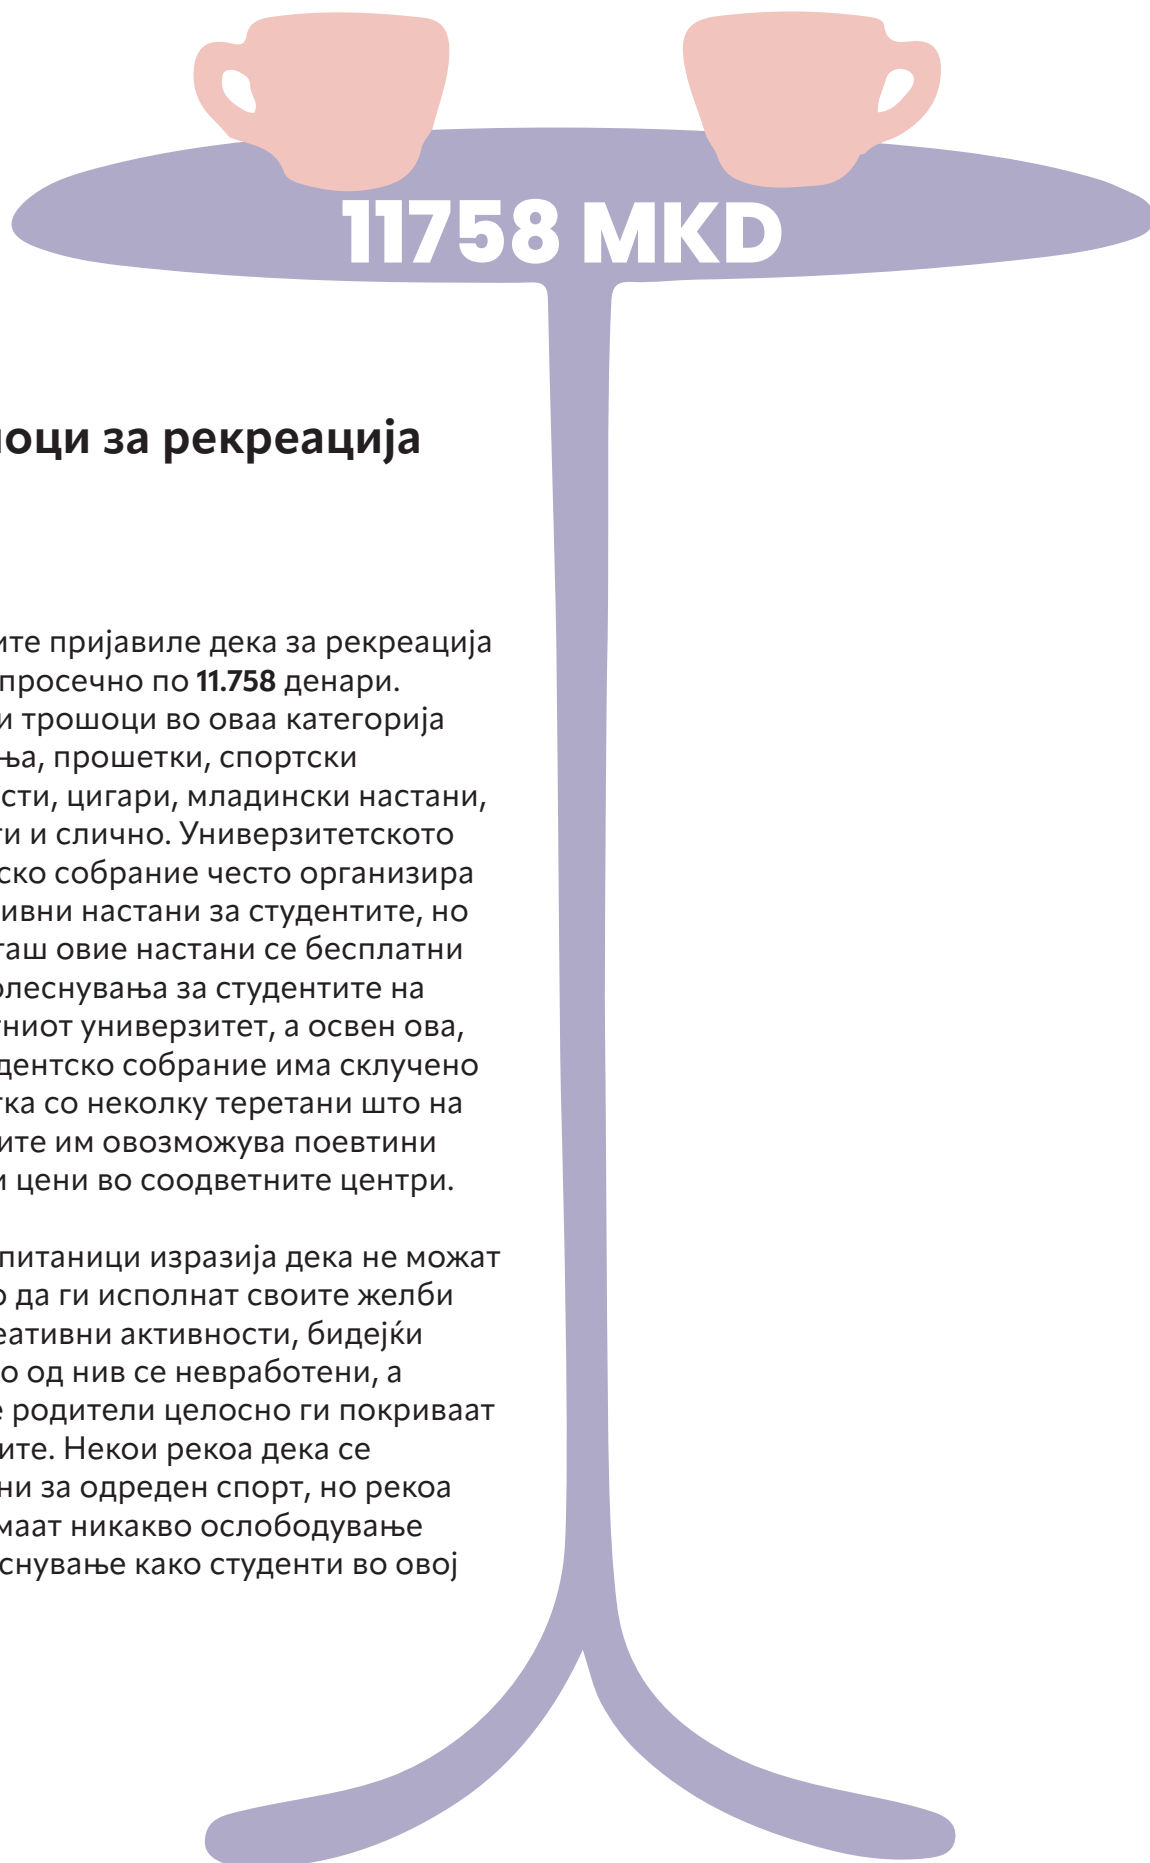 11758 MKD
оци за рекреација
ите пријавиле дека за рекреација
просечно по 11.758 денари.
и трошоци во оваа категорија
ња, прошетки, спортски
сти, цигари, младински настани,
ти и слично. Универзитетското
ско собрание често организира
ивни настани за студентите, но
гаш овие настани се бесплатни
олеснувања за студентите на
тниот универзитет, а освен ова,
дентско собрание има склучено
тка со неколку теретани што на
ите им овозможува поевтини
и цени во соодветните центри.
питаници изразија дека не можат
о да ги исполнат своите желби
еативни активности, бидејќи
о од нив се невработени, а
е родители целосно ги покриваат
ите. Некои рекоа дека се
ни за одреден спорт, но рекоа
маат никакво ослободување
снување како студенти во овој